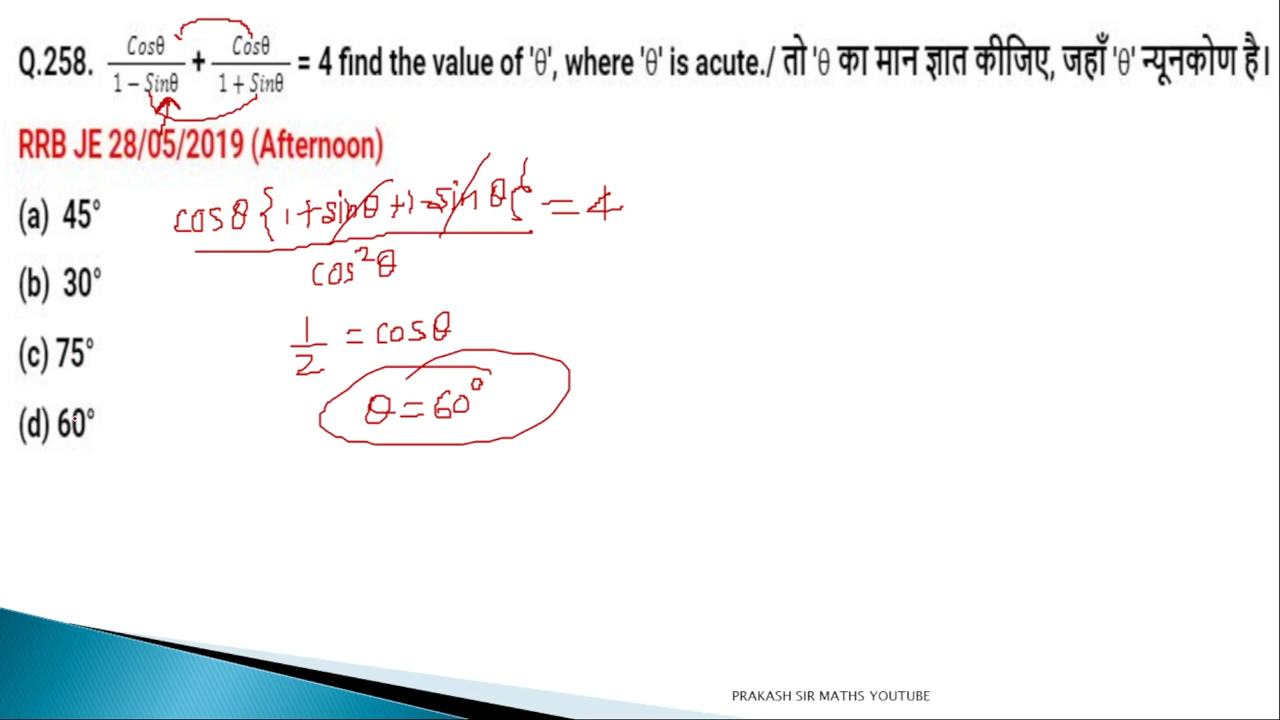 Q.258. Cosθ/(1 − Sinθ) + Cosθ/(1 + Sinθ) = 4 find the value of 'θ', where 'θ' is acute./ तो 'θ का मान ज्ञात कीजिए, जहाँ 'θ' न्यूनकोण है।
RRB JE 28/05/2019 (Afternoon)
cosθ{1+sinθ+1-sinθ}/cos²θ = 4
(a) 45°
(b) 30°
1/2 = cosθ
(c) 75°
θ = 60°
(d) 60°
PRAKASH SIR MATHS YOUTUBE